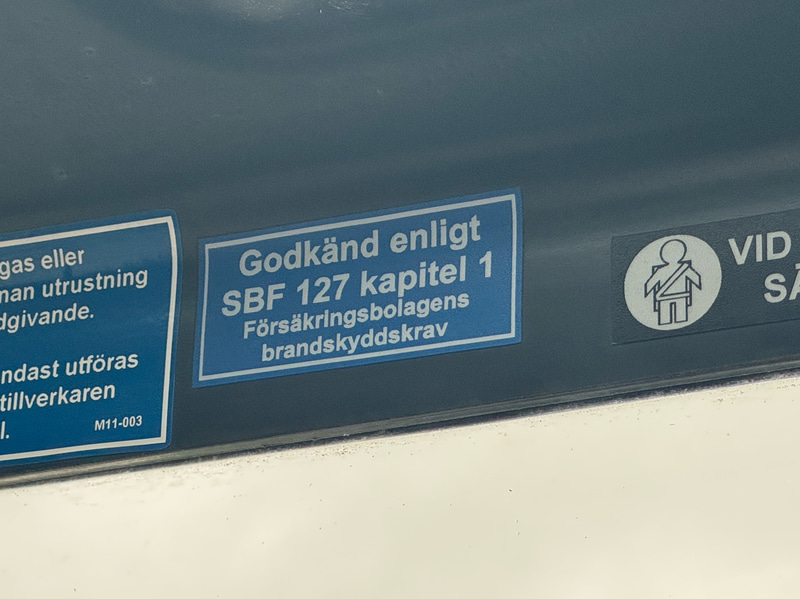 gas eller
nan utrustning
dgivande.
ndast utföras
tillverkaren
l.
M11-003
Godkänd enligt
SBF 127 kapitel 1
Försäkringsbolagens
brandskyddskrav
VID
SÄ